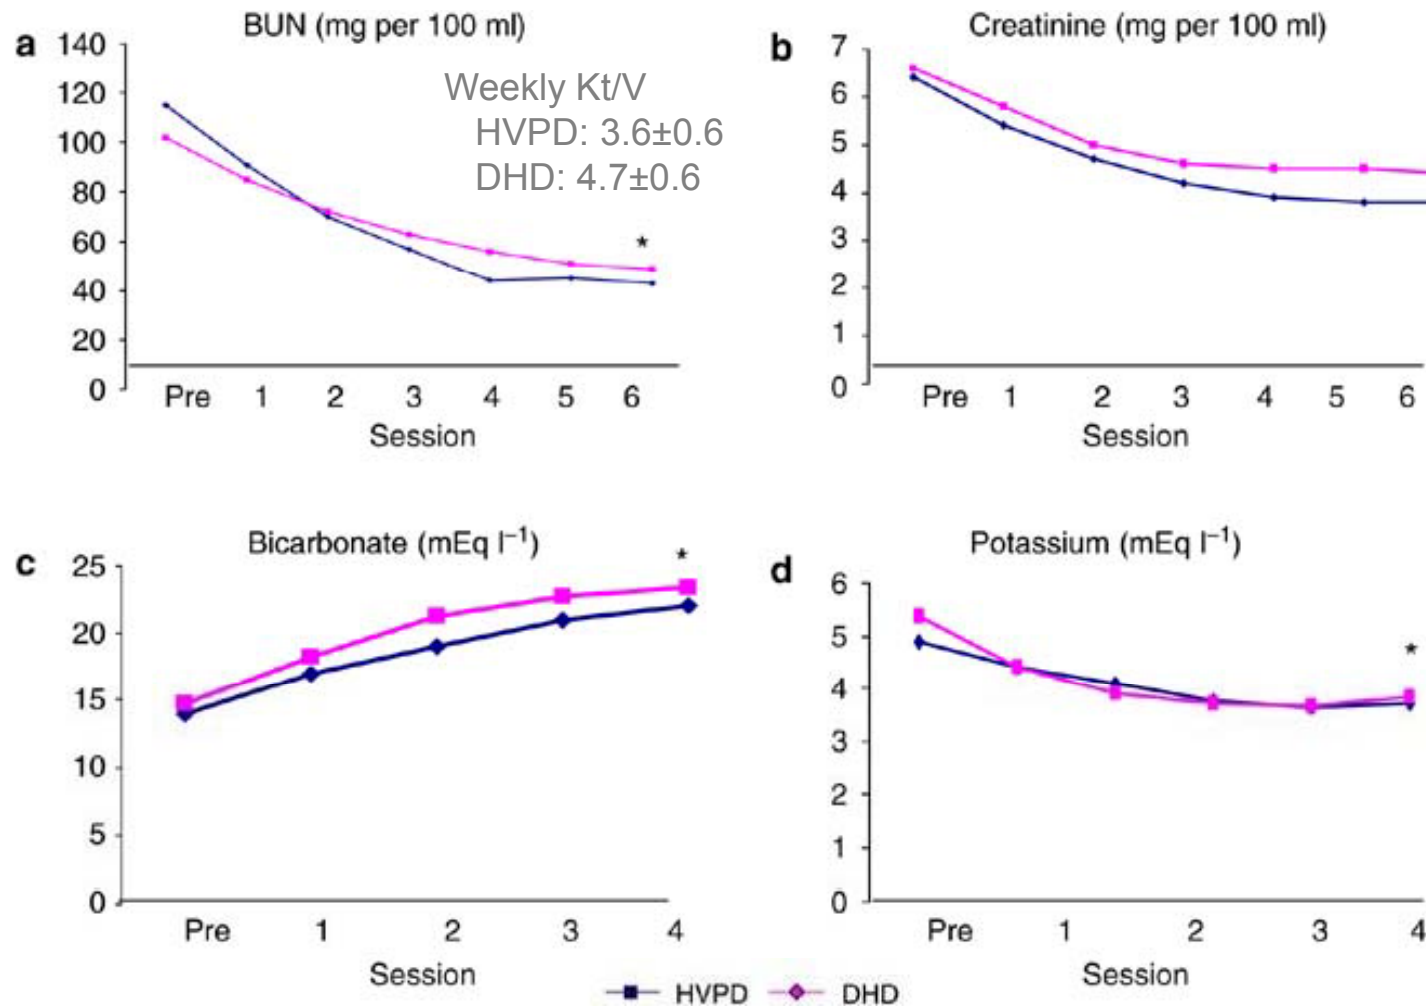 a BUN (mg per 100 ml)
140
120
100
80
60
40
20
0
Weekly Kt/V
HVPD: 3.6±0.6
DHD: 4.7±0.6
*
Pre 1 2 3 4 5 6
Session
b Creatinine (mg per 100 ml)
7
6
5
4
3
2
1
0
Pre 1 2 3 4 5 6
Session
c Bicarbonate (mEq l⁻¹)
25
20
15
10
5
0
*
Pre 1 2 3 4
Session
d Potassium (mEq l⁻¹)
6
5
4
3
2
1
0
*
Pre 1 2 3 4
Session
HVPD DHD